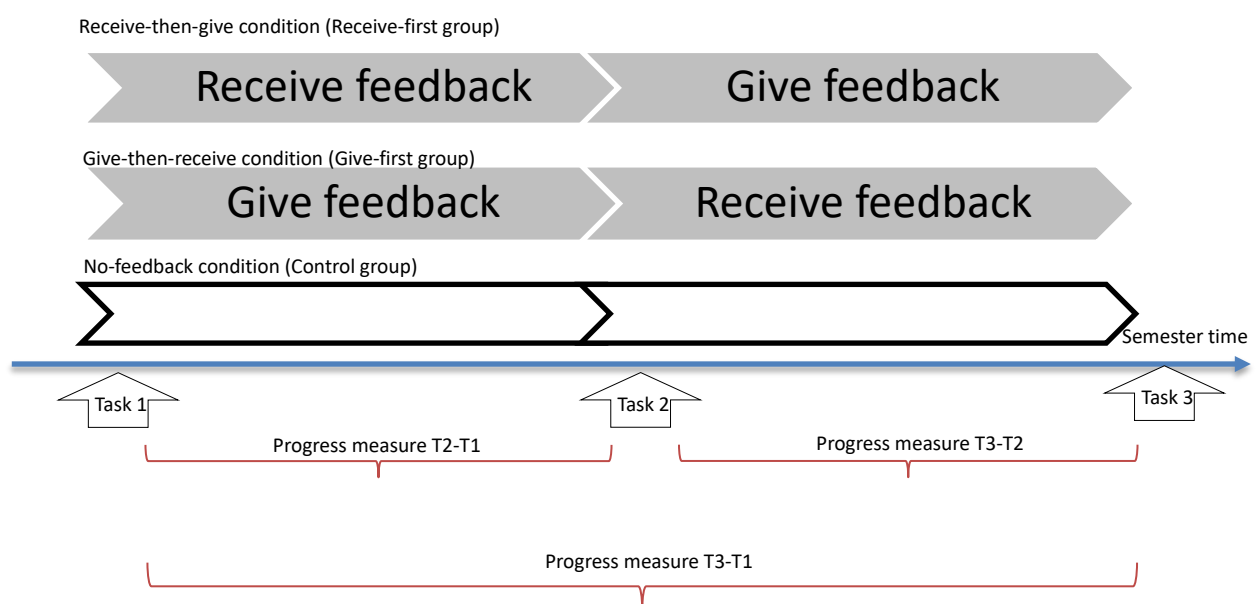 Receive-then-give condition (Receive-first group)
Receive feedback
Give feedback
Give-then-receive condition (Give-first group)
Give feedback
Receive feedback
No-feedback condition (Control group)
Semester time
Task 1
Task 2
Task 3
Progress measure T2-T1
Progress measure T3-T2
Progress measure T3-T1